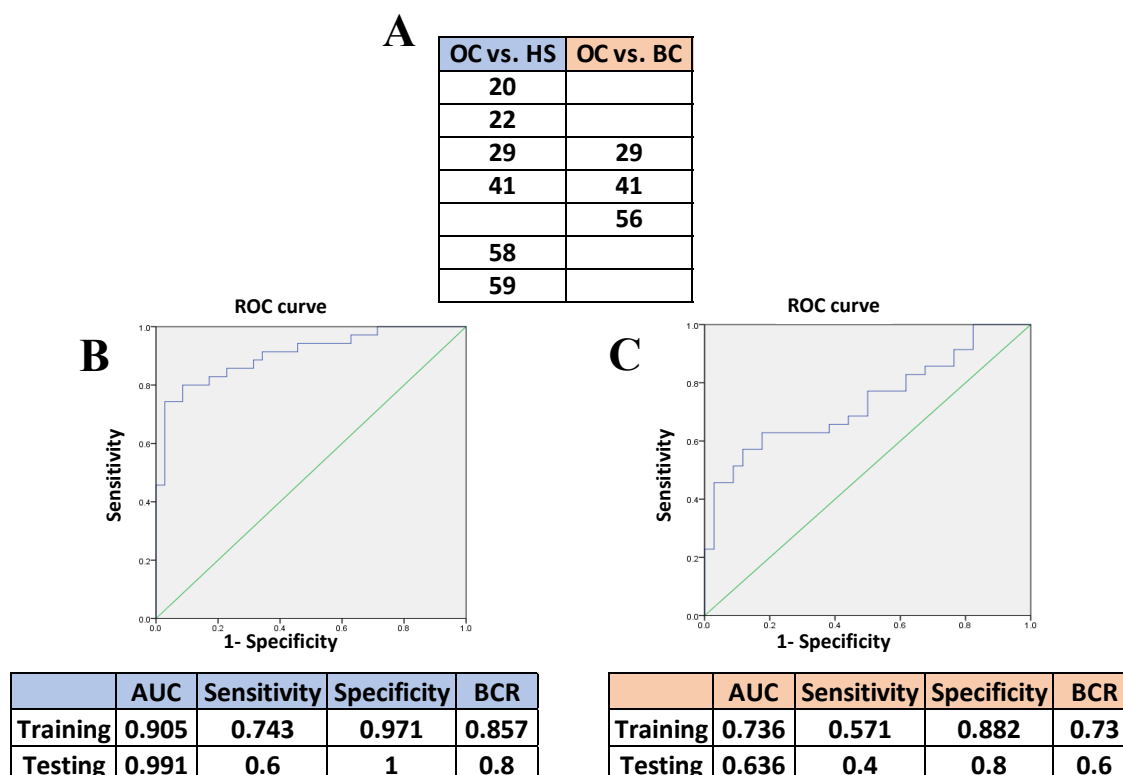 A
OC vs. HS OC vs. BC
20
22
29 29
41 41
56
58
59
B
ROC curve
1.0
0.8
0.6
0.4
0.2
0.0
Sensitivity
0.0 0.2 0.4 0.6 0.8 1.0
1- Specificity
AUC Sensitivity Specificity BCR
Training 0.905 0.743 0.971 0.857
Testing 0.991 0.6 1 0.8
C
ROC curve
1.0
0.8
0.6
0.4
0.2
0.0
Sensitivity
0.0 0.2 0.4 0.6 0.8 1.0
1- Specificity
AUC Sensitivity Specificity BCR
Training 0.736 0.571 0.882 0.73
Testing 0.636 0.4 0.8 0.6